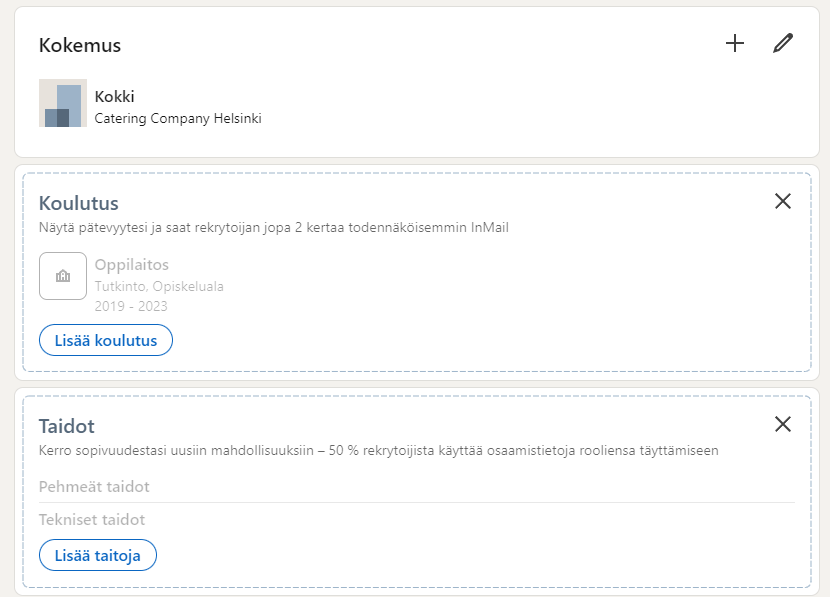 Kokemus
Kokki
Catering Company Helsinki
Koulutus
Näytä pätevyytesi ja saat rekrytoijan jopa 2 kertaa todennäköisemmin InMail
Oppilaitos
Tutkinto, Opiskeluala
2019 - 2023
Lisää koulutus
Taidot
Kerro sopivuudestasi uusiin mahdollisuuksiin – 50 % rekrytoijista käyttää osaamistietoja rooliensa täyttämiseen
Pehmeät taidot
Tekniset taidot
Lisää taitoja